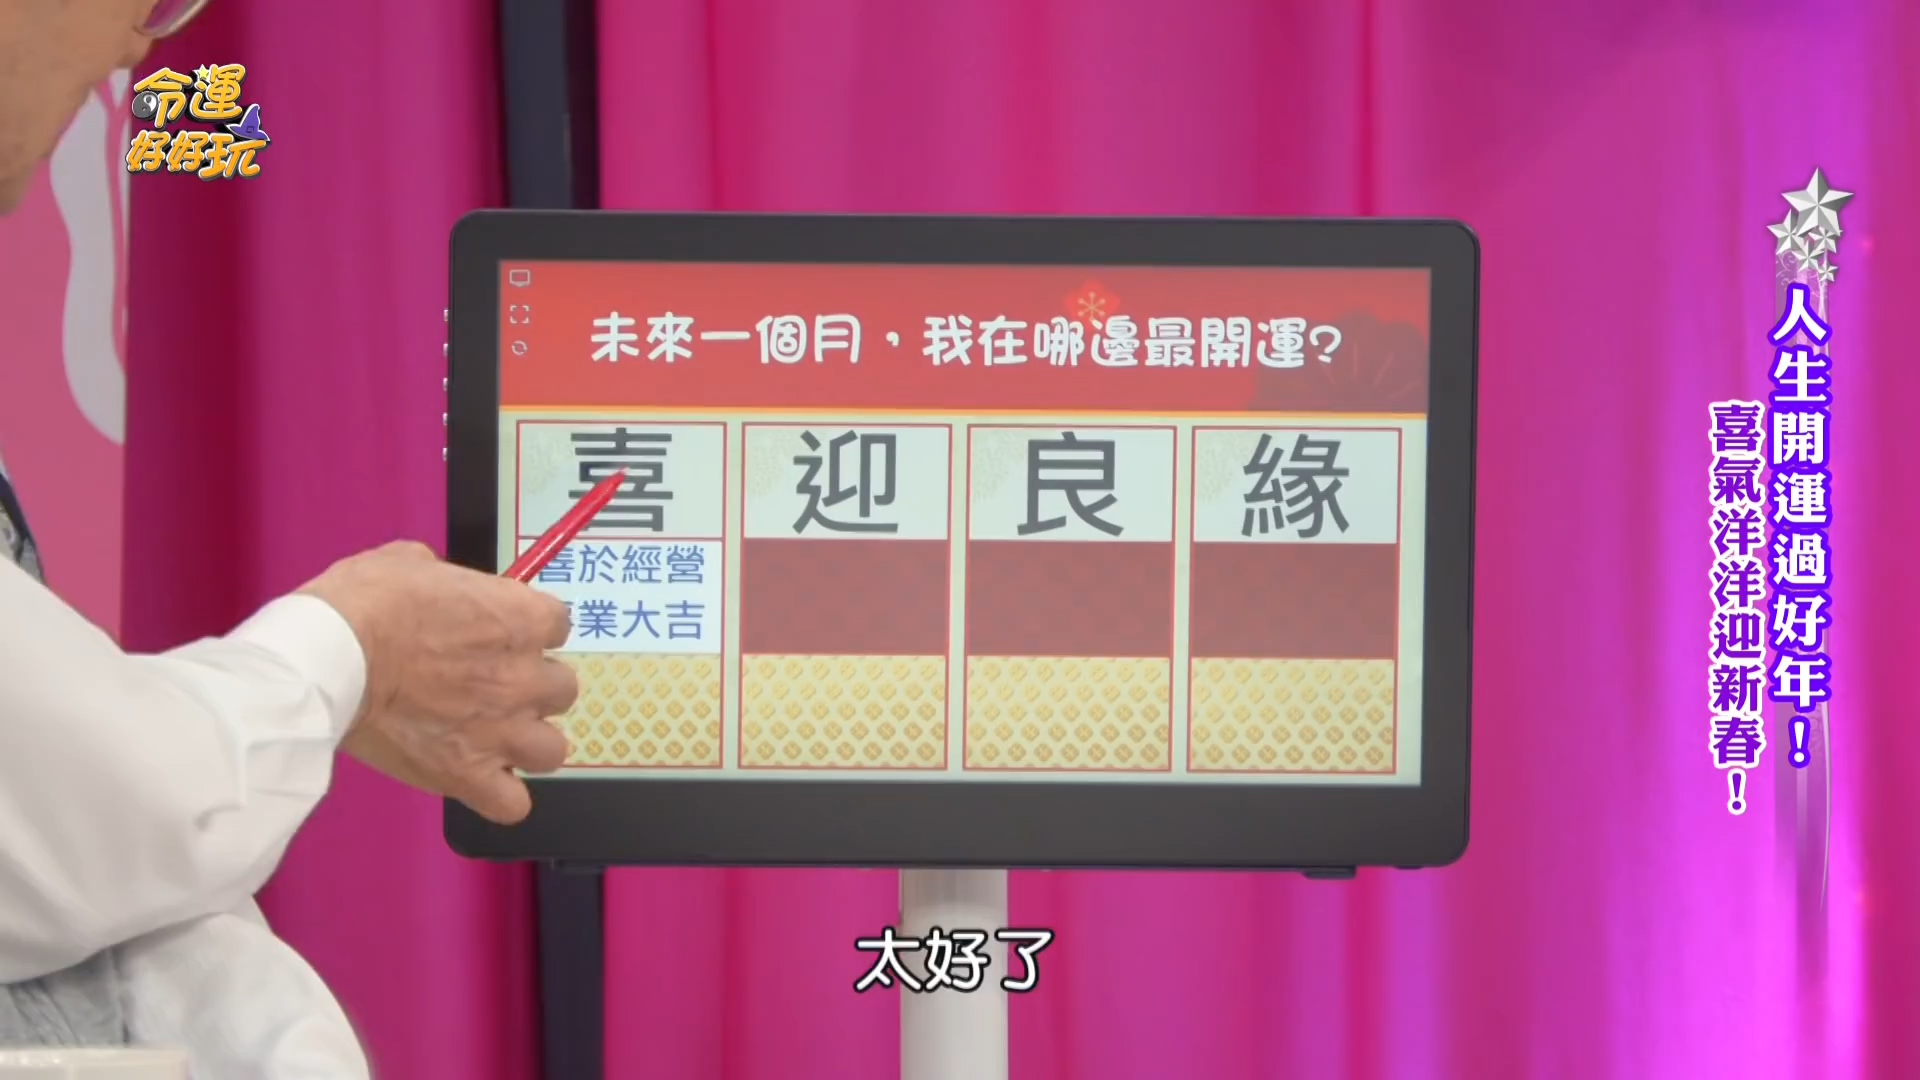 命運
好好玩
未來一個月，我在哪邊最開運?
喜
迎
良
緣
善於經營
業大吉
人生開運過好年！
喜氣洋洋迎新春！
太好了